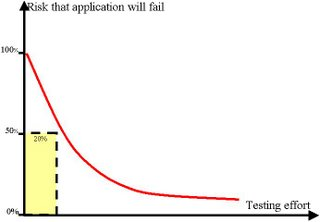 Risk that application will fail
100%
50%
20%
0%
Testing effort